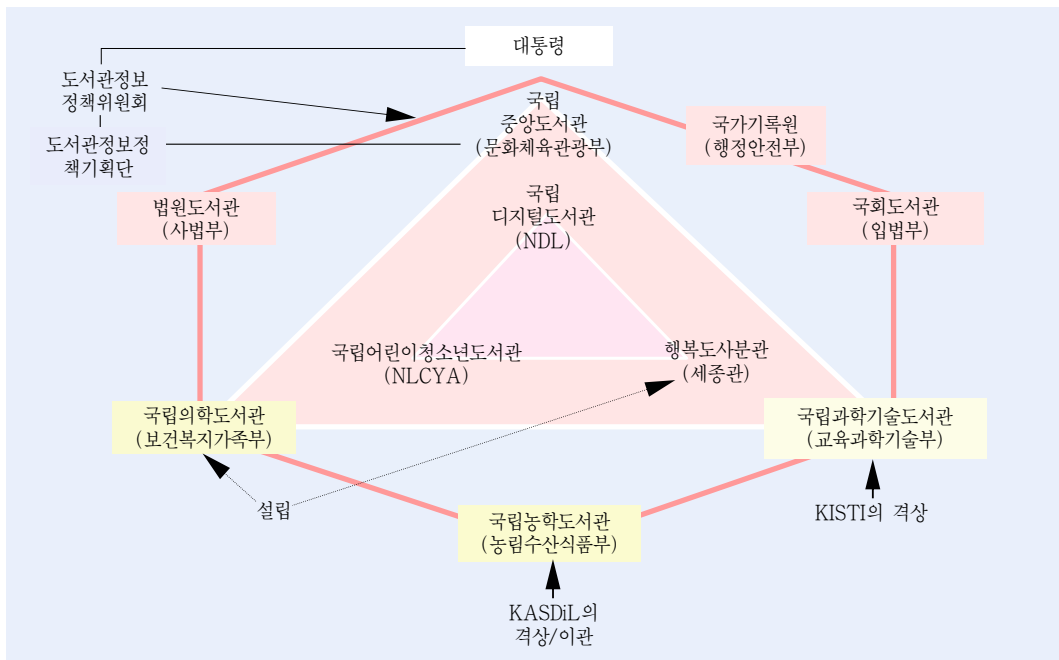 대통령
도서관정보
정책위원회
도서관정보정
책기획단
국립
중앙도서관
(문화체육관광부)
국가기록원
(행정안전부)
법원도서관
(사법부)
국립
디지털도서관
(NDL)
국회도서관
(입법부)
국립어린이청소년도서관
(NLCYA)
행복도사분관
(세종관)
국립의학도서관
(보건복지가족부)
국립과학기술도서관
(교육과학기술부)
설립
KISTI의 격상
국립농학도서관
(농림수산식품부)
KASDiL의
격상/이관